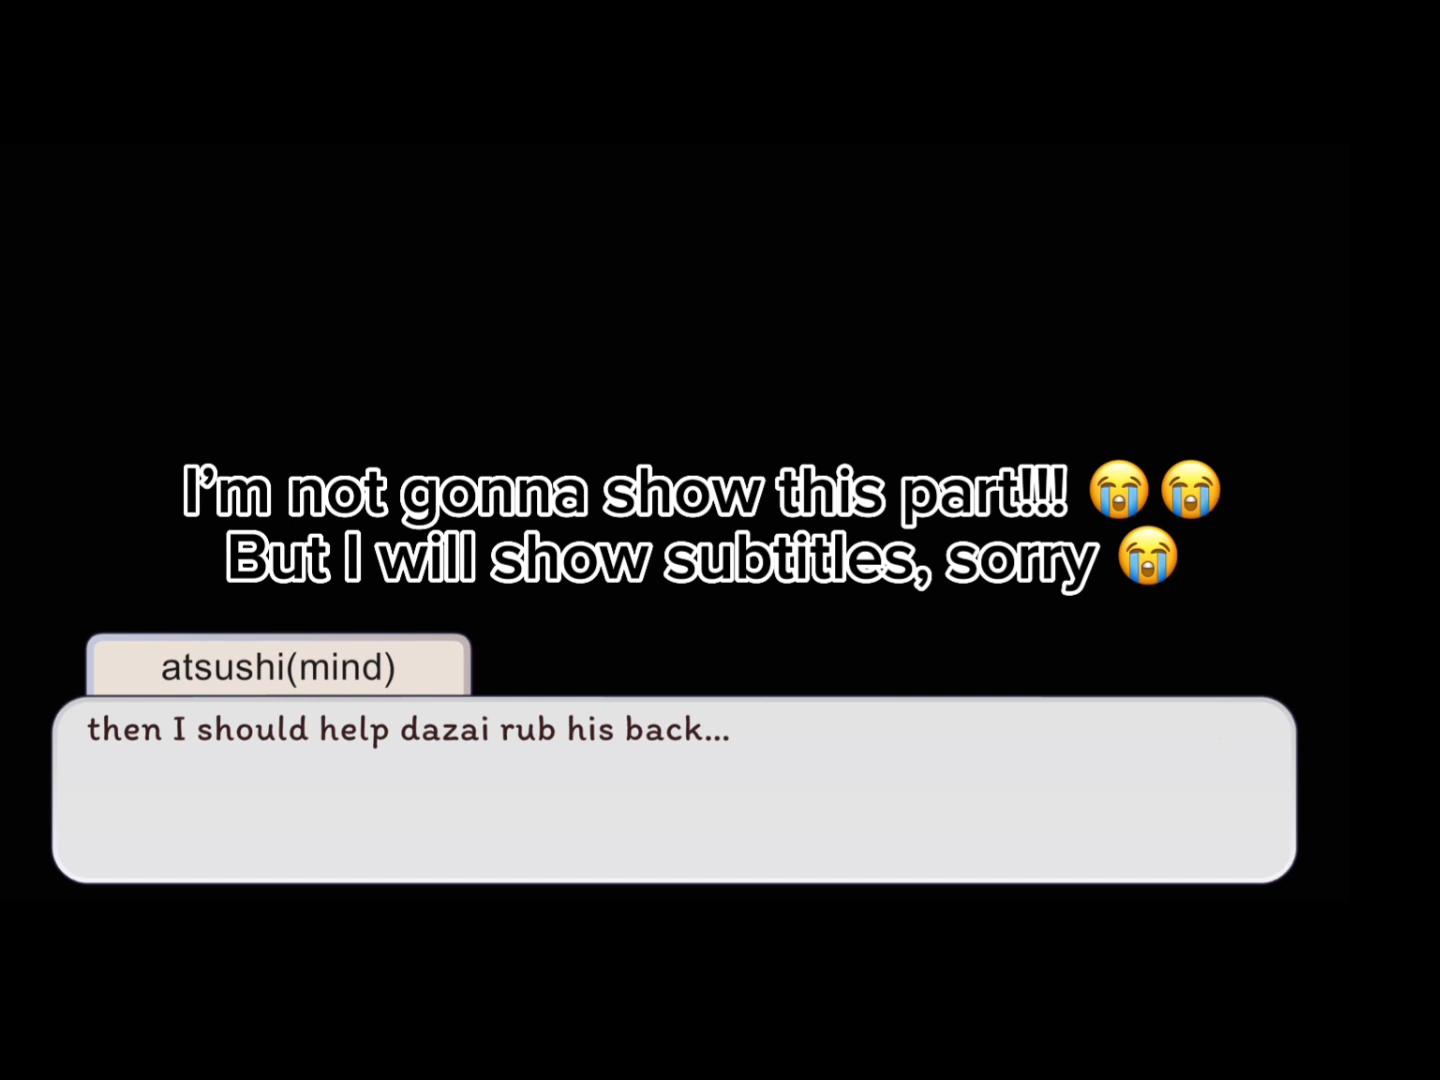 I’m not gonna show this part!!! 😭😭
But I will show subtitles, sorry 😭
atsushi(mind)
then I should help dazai rub his back...